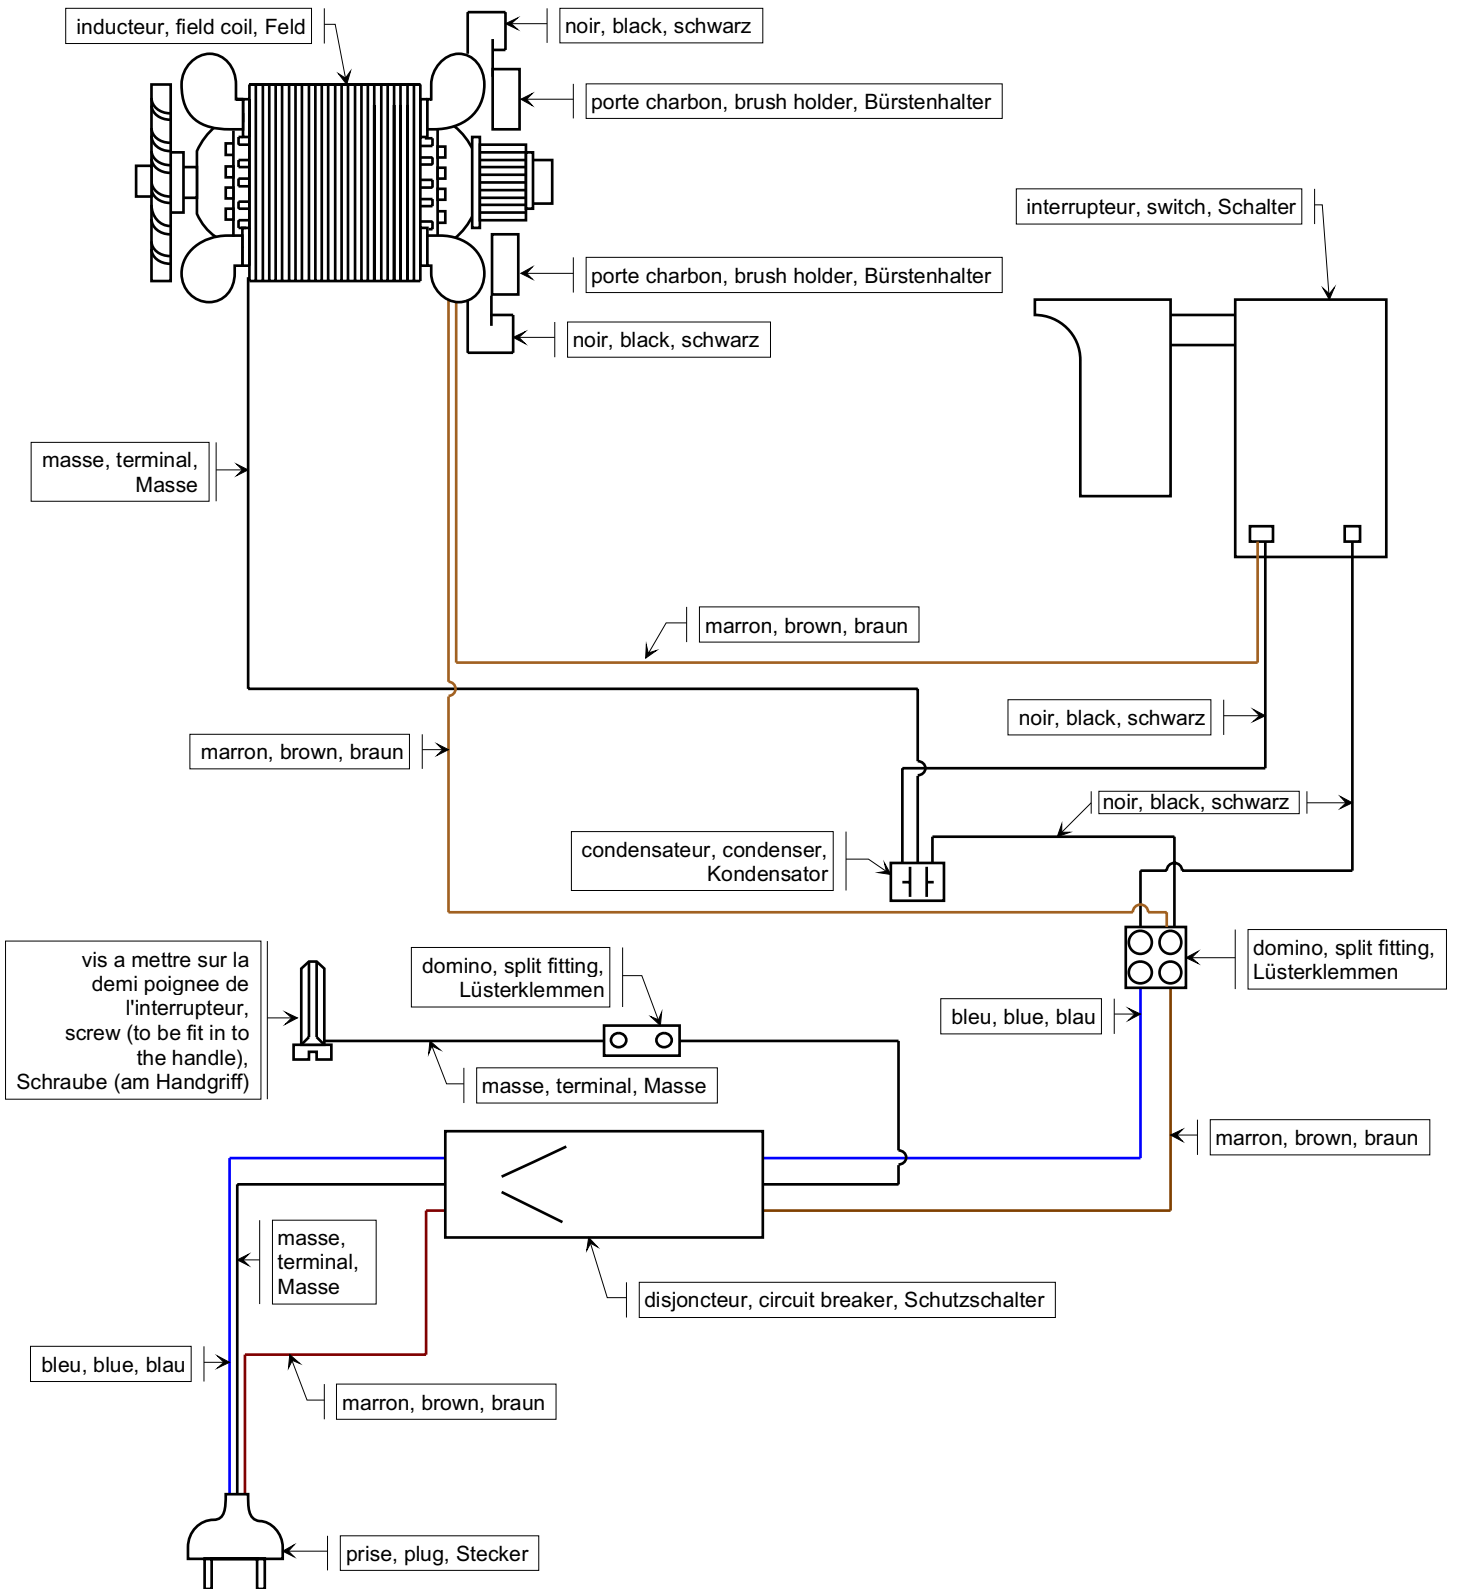 inducteur, field coil, Feld
noir, black, schwarz
porte charbon, brush holder, Bürstenhalter
interrupteur, switch, Schalter
porte charbon, brush holder, Bürstenhalter
noir, black, schwarz
masse, terminal,
Masse
marron, brown, braun
noir, black, schwarz
marron, brown, braun
noir, black, schwarz
condensateur, condenser,
Kondensator
vis a mettre sur la
demi poignee de
l'interrupteur,
screw (to be fit in to
the handle),
Schraube (am Handgriff)
domino, split fitting,
Lüsterklemmen
domino, split fitting,
Lüsterklemmen
bleu, blue, blau
masse, terminal, Masse
marron, brown, braun
masse,
terminal,
Masse
disjoncteur, circuit breaker, Schutzschalter
bleu, blue, blau
marron, brown, braun
prise, plug, Stecker